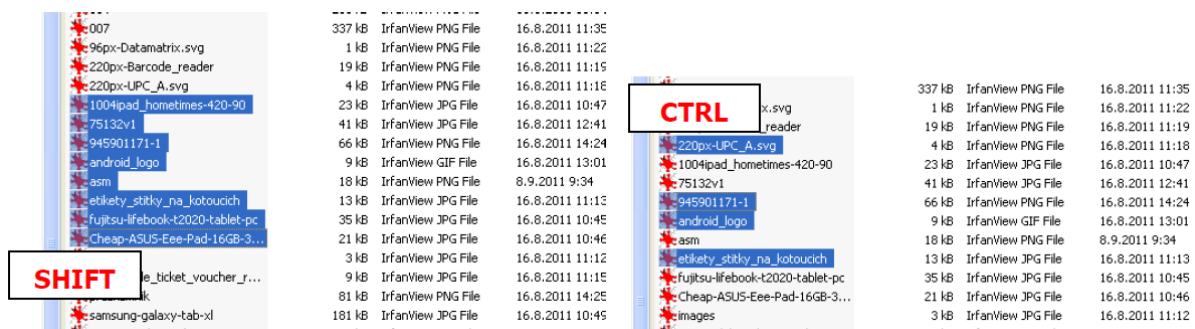 007 337 kB IrfanView PNG File 16.8.2011 11:35
96px-Datamatrix.svg 1 kB IrfanView PNG File 16.8.2011 11:22
220px-Barcode_reader 19 kB IrfanView PNG File 16.8.2011 11:19
220px-UPC_A.svg 4 kB IrfanView PNG File 16.8.2011 11:18
1004ipad_hometimes-420-90 23 kB IrfanView JPG File 16.8.2011 10:47
75132v1 41 kB IrfanView JPG File 16.8.2011 12:41
945901171-1 66 kB IrfanView PNG File 16.8.2011 14:24
android_logo 9 kB IrfanView GIF File 16.8.2011 13:01
asm 18 kB IrfanView PNG File 8.9.2011 9:34
etikety_stitky_na_kotoucich 13 kB IrfanView JPG File 16.8.2011 11:13
fujitsu-lifebook-t2020-tablet-pc 35 kB IrfanView JPG File 16.8.2011 10:45
Cheap-ASUS-Eee-Pad-16GB-3... 21 kB IrfanView JPG File 16.8.2011 10:46
3 kB IrfanView JPG File 16.8.2011 11:12
SHIFT
le_ticket_voucher_r... 9 kB IrfanView JPG File 16.8.2011 11:15
81 kB IrfanView PNG File 16.8.2011 14:25
samsung-galaxy-tab-xl 181 kB IrfanView JPG File 16.8.2011 10:49
337 kB IrfanView PNG File 16.8.2011 11:35
CTRL
x.svg 1 kB IrfanView PNG File 16.8.2011 11:22
reader 19 kB IrfanView PNG File 16.8.2011 11:19
220px-UPC_A.svg 4 kB IrfanView PNG File 16.8.2011 11:18
1004ipad_hometimes-420-90 23 kB IrfanView JPG File 16.8.2011 10:47
75132v1 41 kB IrfanView JPG File 16.8.2011 12:41
945901171-1 66 kB IrfanView PNG File 16.8.2011 14:24
android_logo 9 kB IrfanView GIF File 16.8.2011 13:01
asm 18 kB IrfanView PNG File 8.9.2011 9:34
etikety_stitky_na_kotoucich 13 kB IrfanView JPG File 16.8.2011 11:13
fujitsu-lifebook-t2020-tablet-pc 35 kB IrfanView JPG File 16.8.2011 10:45
Cheap-ASUS-Eee-Pad-16GB-3... 21 kB IrfanView JPG File 16.8.2011 10:46
images 3 kB IrfanView JPG File 16.8.2011 11:12